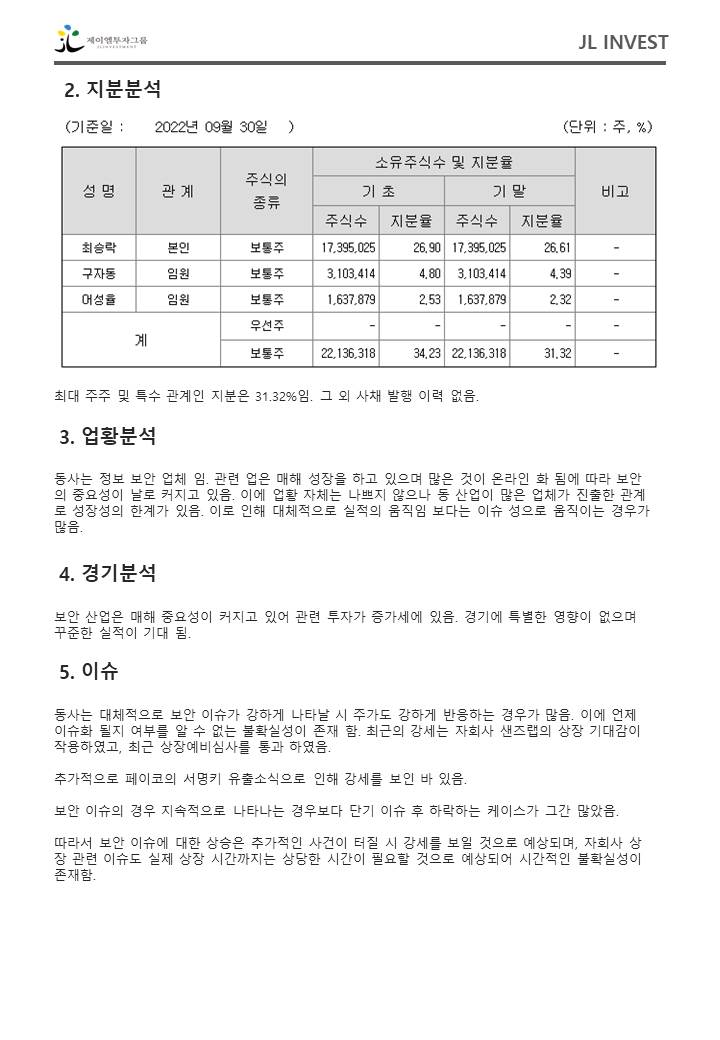 제이엘투자그룹
JL INVESTMENT
JL INVEST
2. 지분분석
(기준일 : 2022년 09월 30일 ) (단위 : 주, %)
성 명 관 계 주식의 종류 소유주식수 및 지분율 비고
기 초 기 말
주식수 지분율 주식수 지분율
최승락 본인 보통주 17,395,025 26.90 17,395,025 26.61 -
구자동 임원 보통주 3,103,414 4.80 3,103,414 4.39 -
어성율 임원 보통주 1,637,879 2.53 1,637,879 2.32 -
계 우선주 - - - - -
보통주 22,136,318 34.23 22,136,318 31.32 -
최대 주주 및 특수 관계인 지분은 31.32%임. 그 외 사채 발행 이력 없음.
3. 업황분석
동사는 정보 보안 업체 임. 관련 업은 매해 성장을 하고 있으며 많은 것이 온라인 화 됨에 따라 보안
의 중요성이 날로 커지고 있음. 이에 업황 자체는 나쁘지 않으나 동 산업이 많은 업체가 진출한 관계
로 성장성의 한계가 있음. 이로 인해 대체적으로 실적의 움직임 보다는 이슈 성으로 움직이는 경우가
많음.
4. 경기분석
보안 산업은 매해 중요성이 커지고 있어 관련 투자가 증가세에 있음. 경기에 특별한 영향이 없으며
꾸준한 실적이 기대 됨.
5. 이슈
동사는 대체적으로 보안 이슈가 강하게 나타날 시 주가도 강하게 반응하는 경우가 많음. 이에 언제
이슈화 될지 여부를 알 수 없는 불확실성이 존재 함. 최근의 강세는 자회사 샌즈랩의 상장 기대감이
작용하였고, 최근 상장예비심사를 통과 하였음.
추가적으로 페이코의 서명키 유출소식으로 인해 강세를 보인 바 있음.
보안 이슈의 경우 지속적으로 나타나는 경우보다 단기 이슈 후 하락하는 케이스가 그간 많았음.
따라서 보안 이슈에 대한 상승은 추가적인 사건이 터질 시 강세를 보일 것으로 예상되며, 자회사 상
장 관련 이슈도 실제 상장 시간까지는 상당한 시간이 필요할 것으로 예상되어 시간적인 불확실성이
존재함.